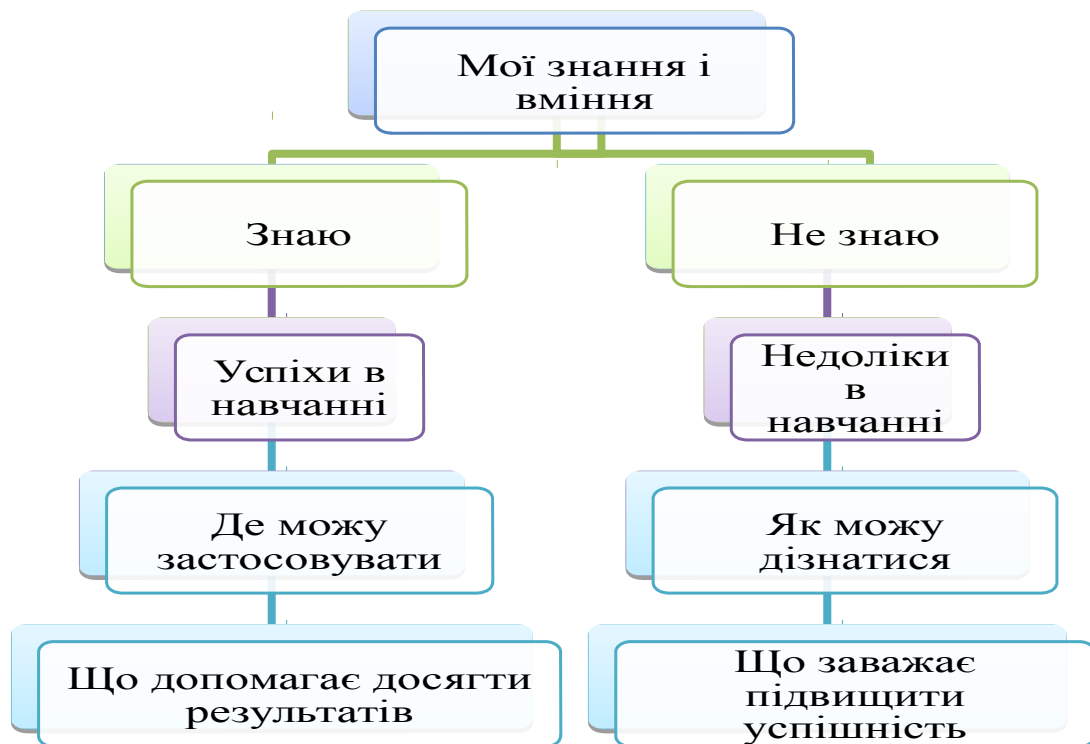 Мої знання і
вміння
Знаю
Не знаю
Успіхи в
навчанні
Недоліки
в
навчанні
Де можу
застосовувати
Як можу
дізнатися
Що допомагає досягти
результатів
Що заважає
підвищити
успішність